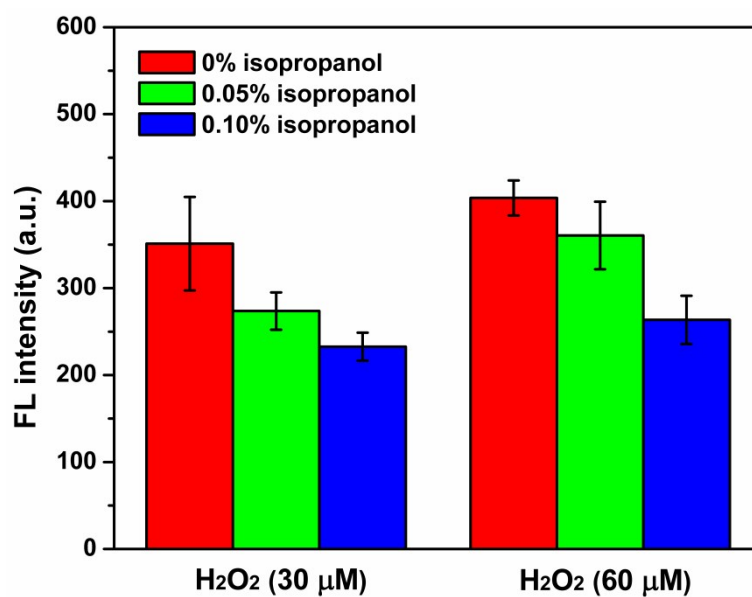 600
500
400
300
200
100
0
FL intensity (a.u.)
0% isopropanol
0.05% isopropanol
0.10% isopropanol
H₂O₂ (30 μM)
H₂O₂ (60 μM)